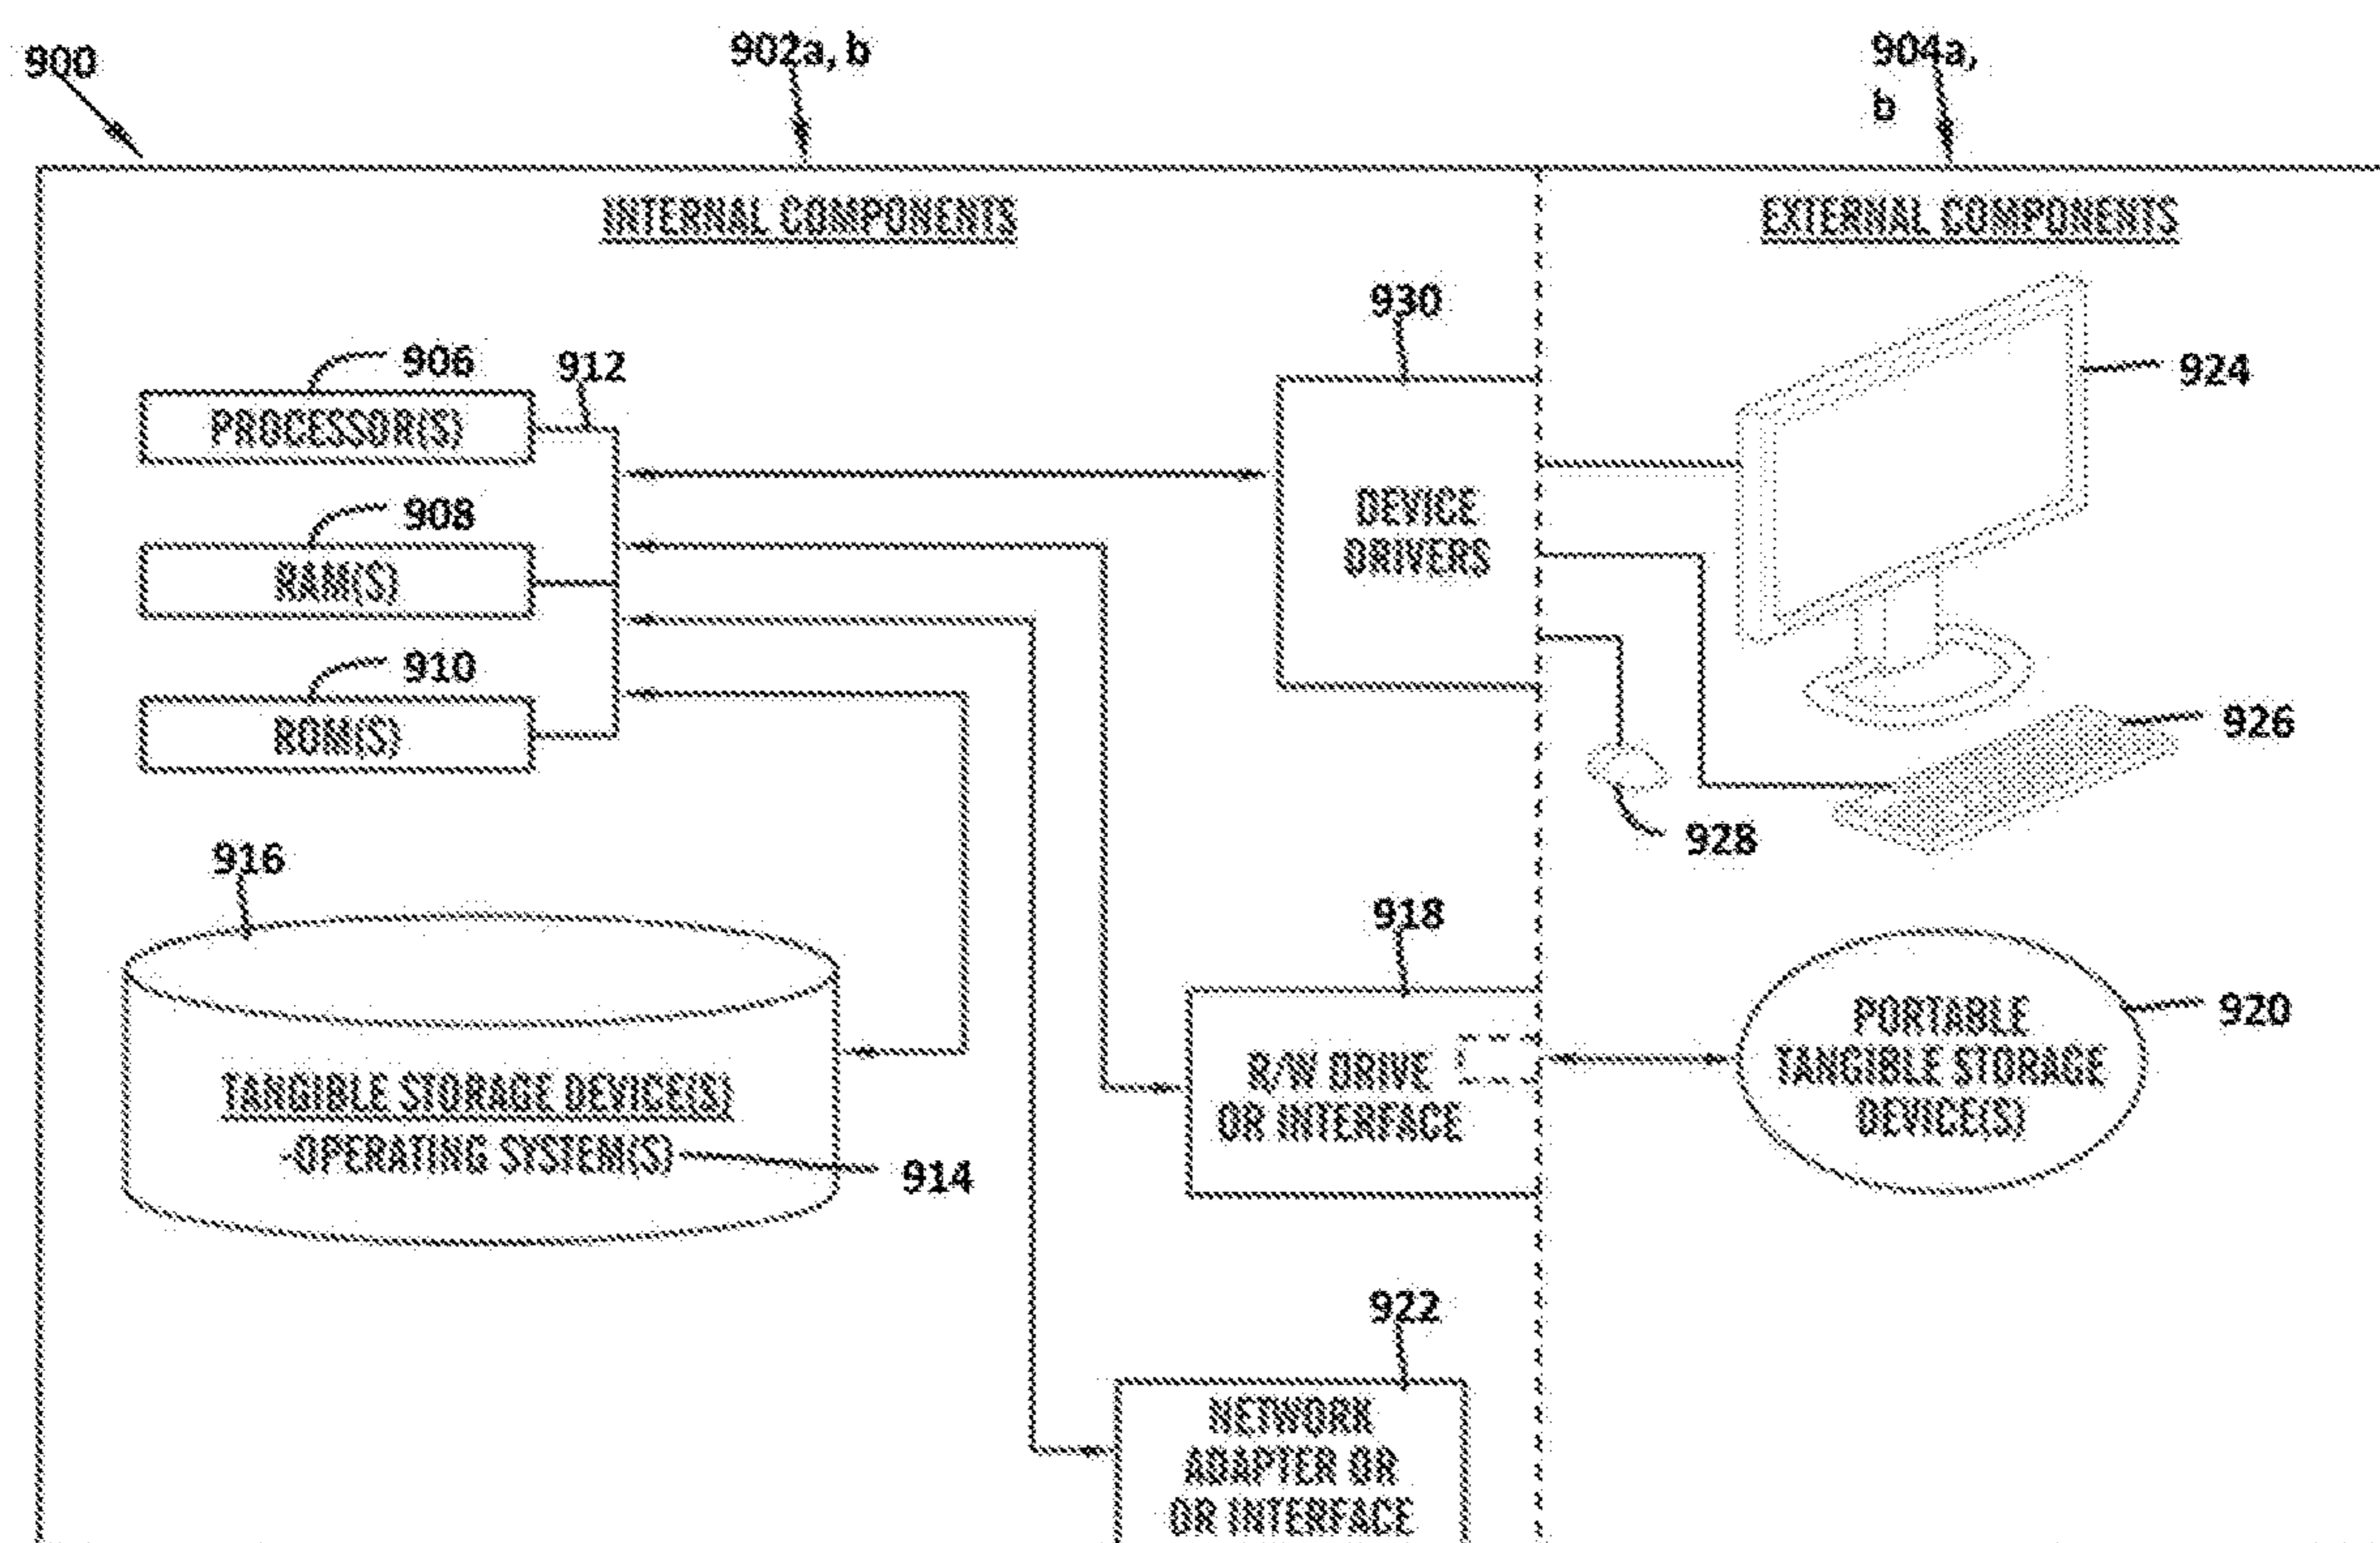 900
902a, b
904a,
b
INTERNAL COMPONENTS
EXTERNAL COMPONENTS
930
906
912
924
PROCESSOR(S)
908
DEVICE
DRIVERS
RAM(S)
910
926
ROM(S)
928
916
918
920
PORTABLE
TANGIBLE STORAGE
DEVICE(S)
R/W DRIVE
OR INTERFACE
TANGIBLE STORAGE DEVICE(S)
-OPERATING SYSTEM(S)
914
922
NETWORK
ADAPTER OR
OR INTERFACE